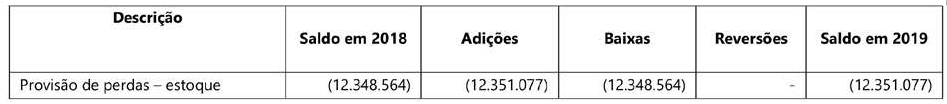 Descrição Saldo em 2018 Adições Baixas Reversões Saldo em 2019
Provisão de perdas – estoque (12.348.564) (12.351.077) (12.348.564) - (12.351.077)